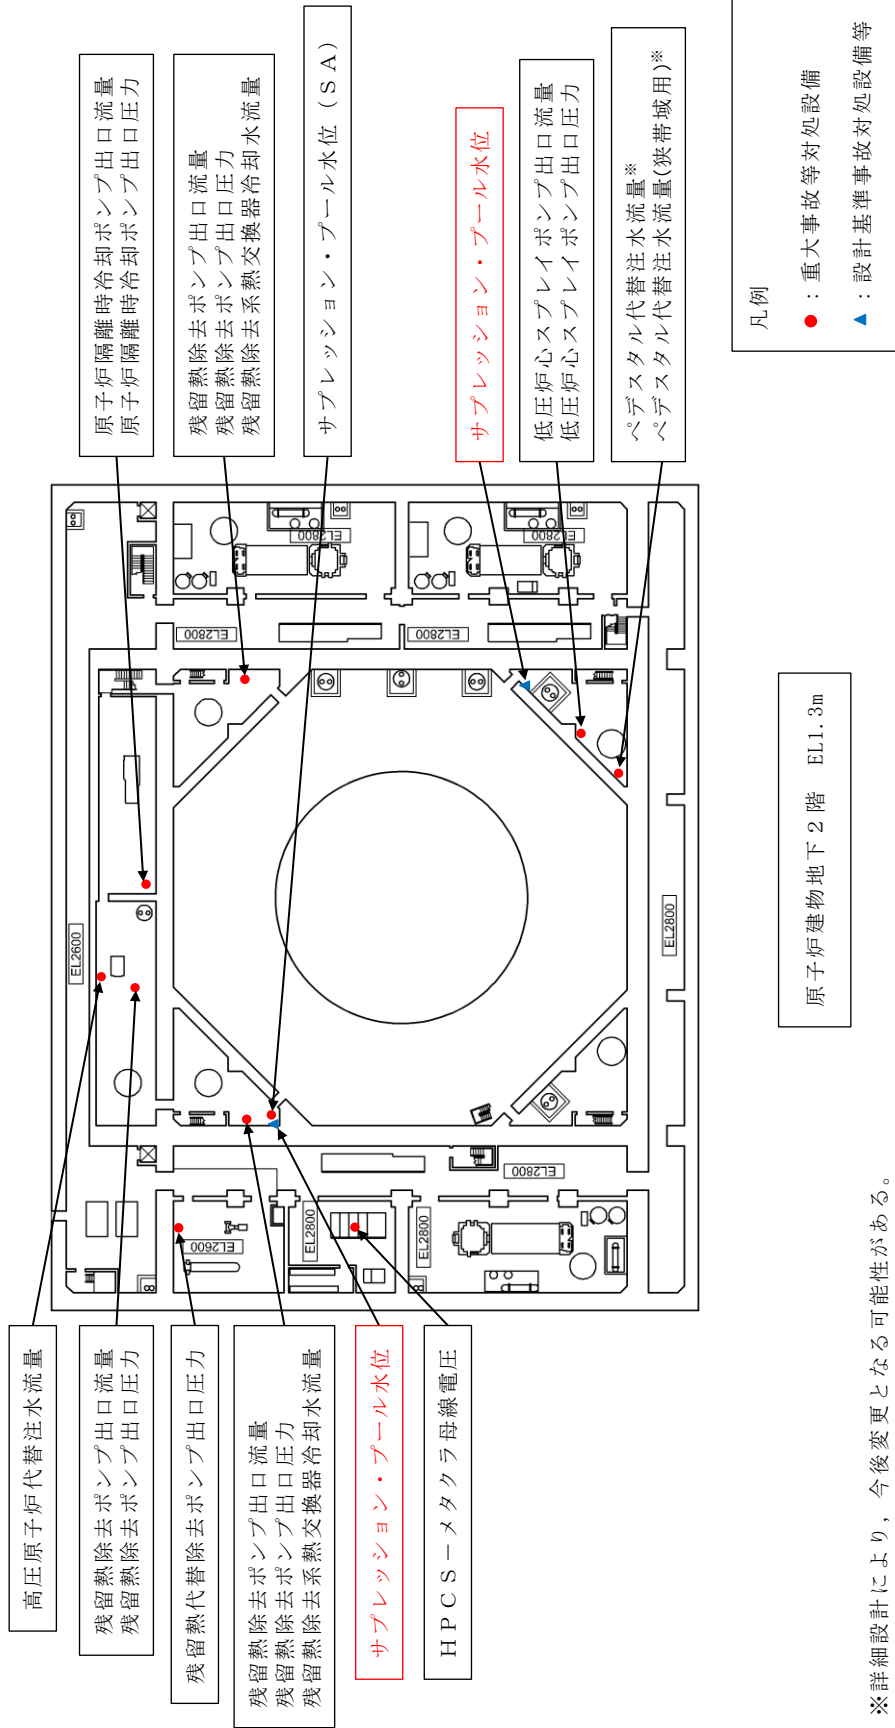 原子炉隔離時冷却ポンプ出口流量
原子炉隔離時冷却ポンプ出口圧力
残留熱除去ポンプ出口流量
残留熱除去ポンプ出口圧力
残留熱除去系熱交換器冷却水流量
サプレッション・プール水位（ＳＡ）
サプレッション・プール水位
低圧炉心スプレイポンプ出口流量
低圧炉心スプレイポンプ出口圧力
ペデスタル代替注水流量※
ペデスタル代替注水流量(狭帯域用)※
凡例
●：重大事故等対処設備
▲：設計基準事故対処設備等
EL2800
EL2800
EL2800
EL2800
EL2600
EL2800
EL2800
EL2600
EL2800
EL2800
高圧原子炉代替注水流量
残留熱除去ポンプ出口流量
残留熱除去ポンプ出口圧力
残留熱代替除去ポンプ出口圧力
残留熱除去ポンプ出口流量
残留熱除去ポンプ出口圧力
残留熱除去系熱交換器冷却水流量
サプレッション・プール水位
ＨＰＣＳ－メタクラ母線電圧
原子炉建物地下２階 EL1.3m
※詳細設計により，今後変更となる可能性がある。